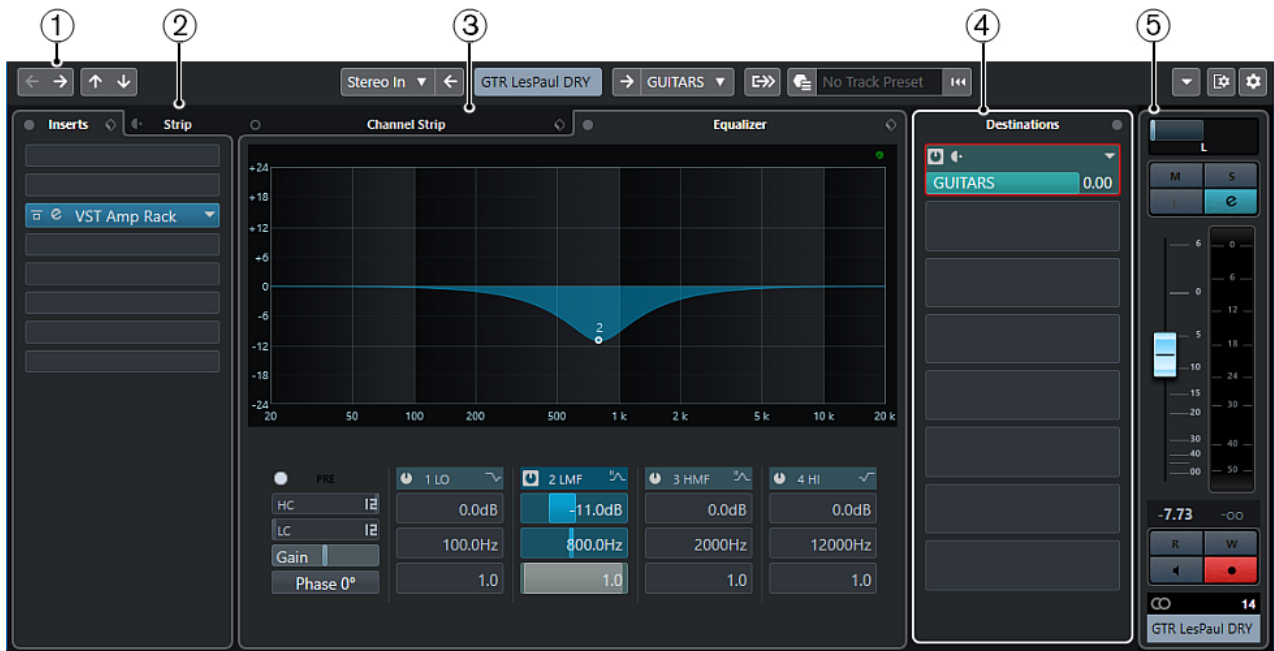 1 2 3 4 5
Stereo In GTR LesPaul DRY GUITARS No Track Preset
Inserts Strip Channel Strip Equalizer Destinations
L
GUITARS 0.00
M S
L e
VST Amp Rack
+24
+18
+12
+6
0
-6
-12
-18
-24
2
20 50 100 200 500 1 k 2 k 5 k 10 k 20 k
6 0
0 6
5 12
10 18
15 24
20 30
30 40
40 50
00
PRE 1 LO 2 LMF 3 HMF 4 HI
HC 12 0.0dB -11.0dB 0.0dB 0.0dB
LC 12 100.0Hz 800.0Hz 2000Hz 12000Hz
Gain
Phase 0° 1.0 1.0 1.0 1.0
-7.73 -oo
R W
14
GTR LesPaul DRY